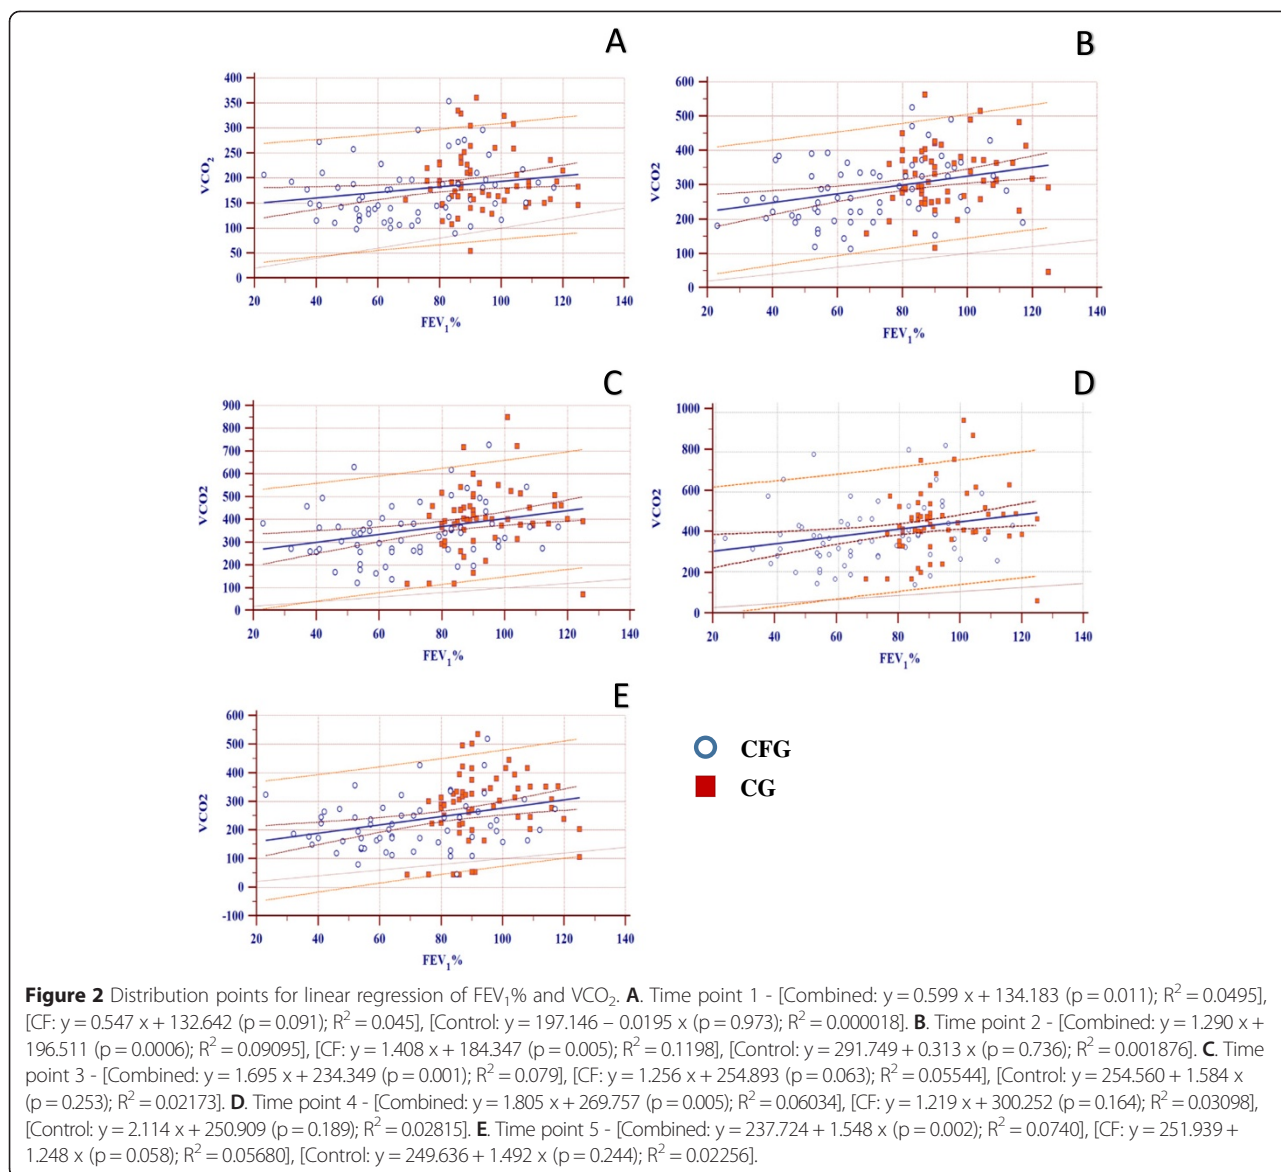 A
400
350
300
250
200
150
100
50
0
VCO2
20 40 60 80 100 120 140
FEV1%
B
600
500
400
300
200
100
0
VCO2
20 40 60 80 100 120 140
FEV1%
C
900
800
700
600
500
400
300
200
100
0
VCO2
20 40 60 80 100 120 140
FEV1%
D
1000
800
600
400
200
0
VCO2
20 40 60 80 100 120 140
FEV1%
E
600
500
400
300
200
100
0
-100
VCO2
20 40 60 80 100 120 140
FEV1%
CFG
CG
Figure 2 Distribution points for linear regression of FEV1% and VCO2. A. Time point 1 - [Combined: y = 0.599 x + 134.183 (p = 0.011); R2 = 0.0495],
[CF: y = 0.547 x + 132.642 (p = 0.091); R2 = 0.045], [Control: y = 197.146 – 0.0195 x (p = 0.973); R2 = 0.000018]. B. Time point 2 - [Combined: y = 1.290 x +
196.511 (p = 0.0006); R2 = 0.09095], [CF: y = 1.408 x + 184.347 (p = 0.005); R2 = 0.1198], [Control: y = 291.749 + 0.313 x (p = 0.736); R2 = 0.001876]. C. Time
point 3 - [Combined: y = 1.695 x + 234.349 (p = 0.001); R2 = 0.079], [CF: y = 1.256 x + 254.893 (p = 0.063); R2 = 0.05544], [Control: y = 254.560 + 1.584 x
(p = 0.253); R2 = 0.02173]. D. Time point 4 - [Combined: y = 1.805 x + 269.757 (p = 0.005); R2 = 0.06034], [CF: y = 1.219 x + 300.252 (p = 0.164); R2 = 0.03098],
[Control: y = 2.114 x + 250.909 (p = 0.189); R2 = 0.02815]. E. Time point 5 - [Combined: y = 237.724 + 1.548 x (p = 0.002); R2 = 0.0740], [CF: y = 251.939 +
1.248 x (p = 0.058); R2 = 0.05680], [Control: y = 249.636 + 1.492 x (p = 0.244); R2 = 0.02256].